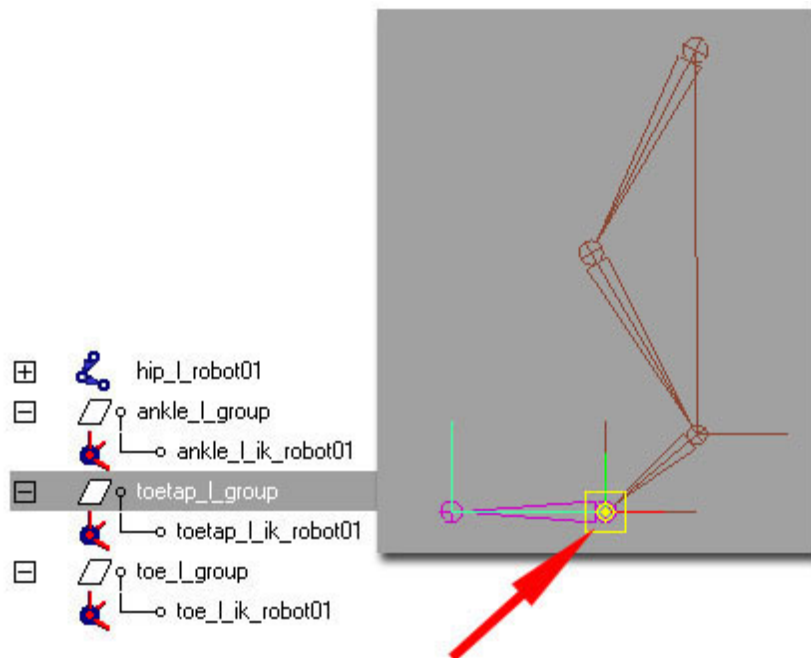 hip_l_robot01
ankle_l_group
ankle_l_ik_robot01
toetap_l_group
toetap_l_ik_robot01
toe_l_group
toe_l_ik_robot01